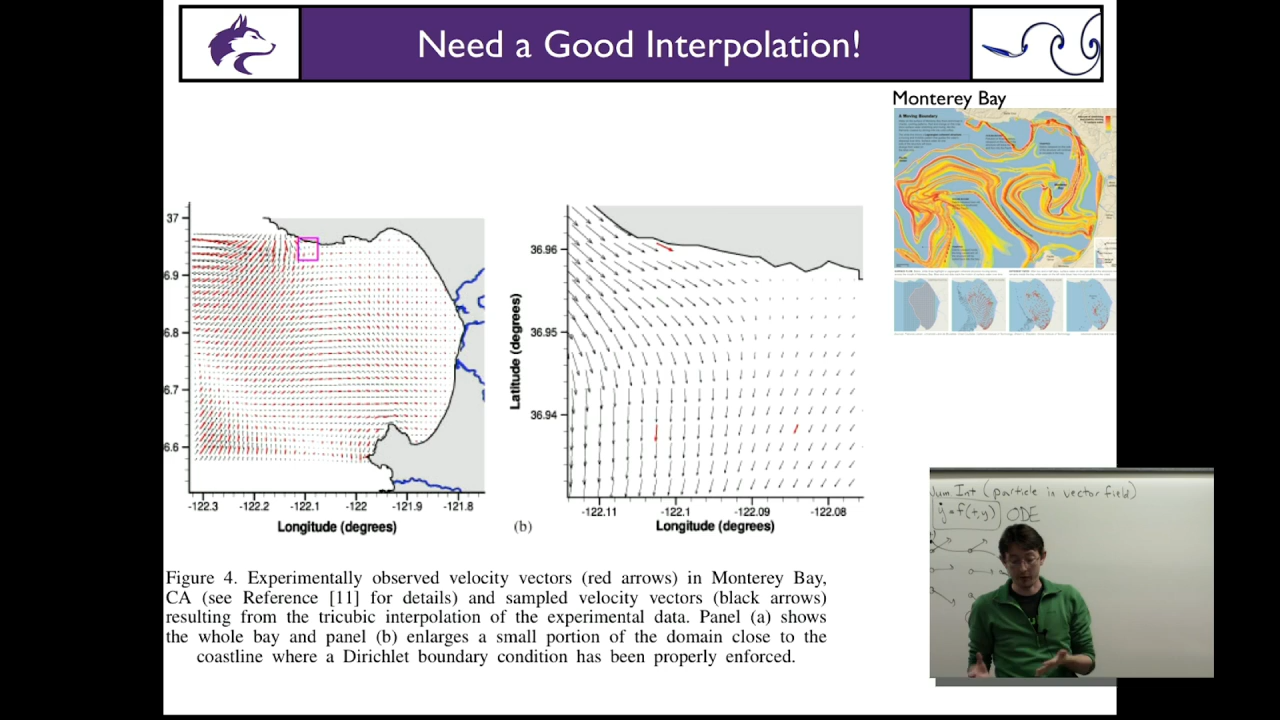 Need a Good Interpolation!
Monterey Bay
A Moving Boundary
37
6.9
6.8
6.7
6.6
-122.3 -122.2 -122.1 -122 -121.9 -121.8
Longitude (degrees)
(b)
Latitude (degrees)
36.96
36.95
36.94
-122.11 -122.1 -122.09 -122.08
Longitude (degrees)
Figure 4. Experimentally observed velocity vectors (red arrows) in Monterey Bay,
CA (see Reference [11] for details) and sampled velocity vectors (black arrows)
resulting from the tricubic interpolation of the experimental data. Panel (a) shows
the whole bay and panel (b) enlarges a small portion of the domain close to the
coastline where a Dirichlet boundary condition has been properly enforced.
Int (particle in vector field)
ẏ=f(t,y) ODE